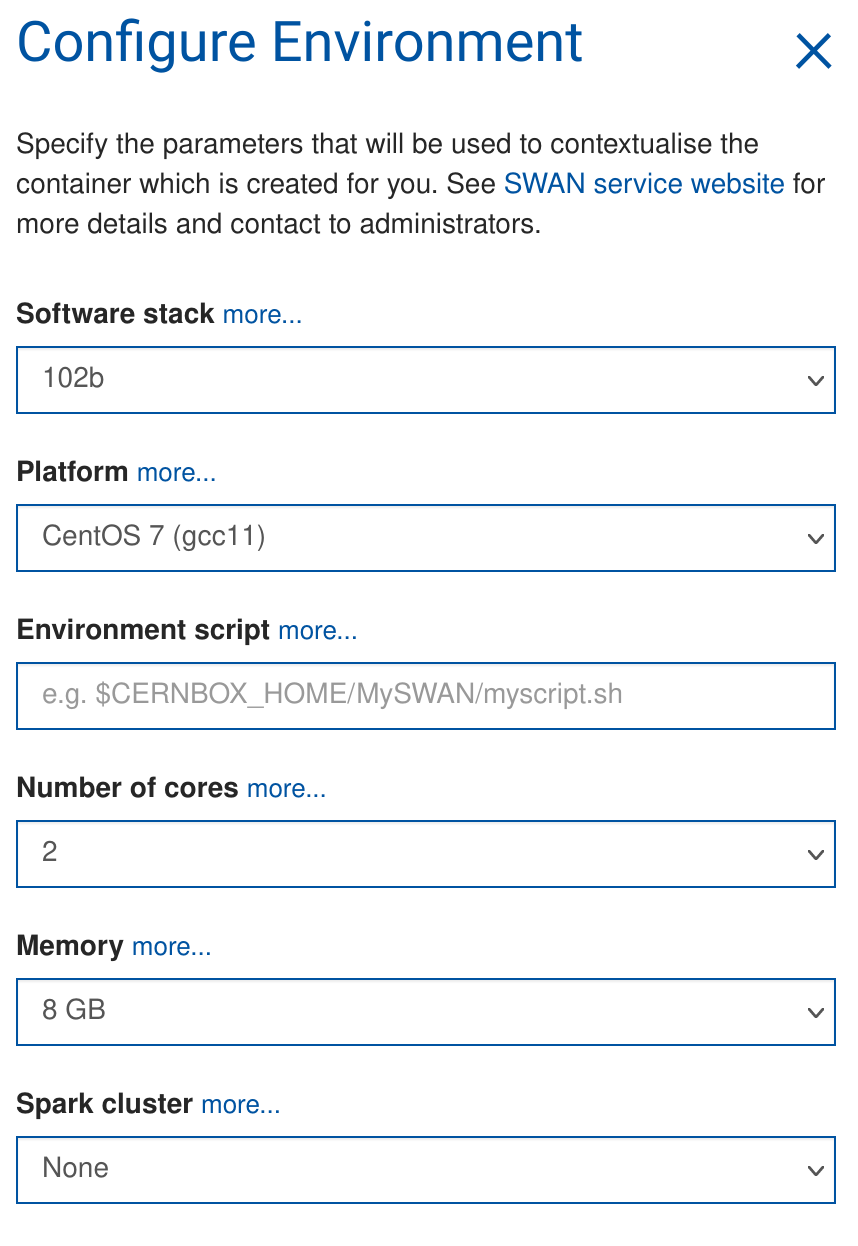 Configure Environment
Specify the parameters that will be used to contextualise the
container which is created for you. See SWAN service website for
more details and contact to administrators.
Software stack more...
102b
Platform more...
CentOS 7 (gcc11)
Environment script more...
e.g. $CERNBOX_HOME/MySWAN/myscript.sh
Number of cores more...
2
Memory more...
8 GB
Spark cluster more...
None